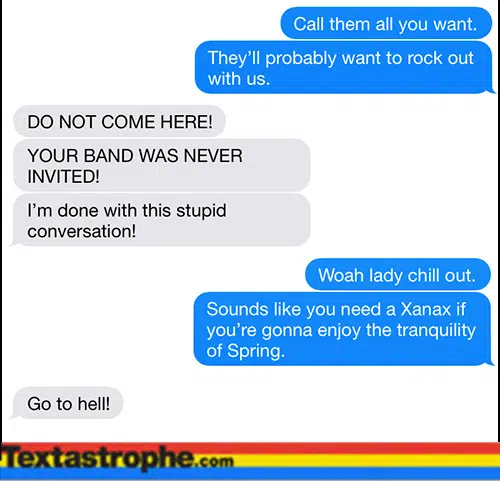 Call them all you want.
They’ll probably want to rock out
with us.
DO NOT COME HERE!
YOUR BAND WAS NEVER
INVITED!
I’m done with this stupid
conversation!
Woah lady chill out.
Sounds like you need a Xanax if
you’re gonna enjoy the tranquility
of Spring.
Go to hell!
Textastrophe.com